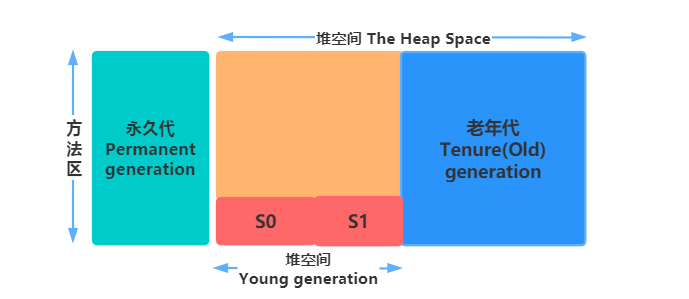 堆空间 The Heap Space
方法区
永久代
Permanent
generation
老年代
Tenure(Old)
generation
S0
S1
堆空间
Young generation